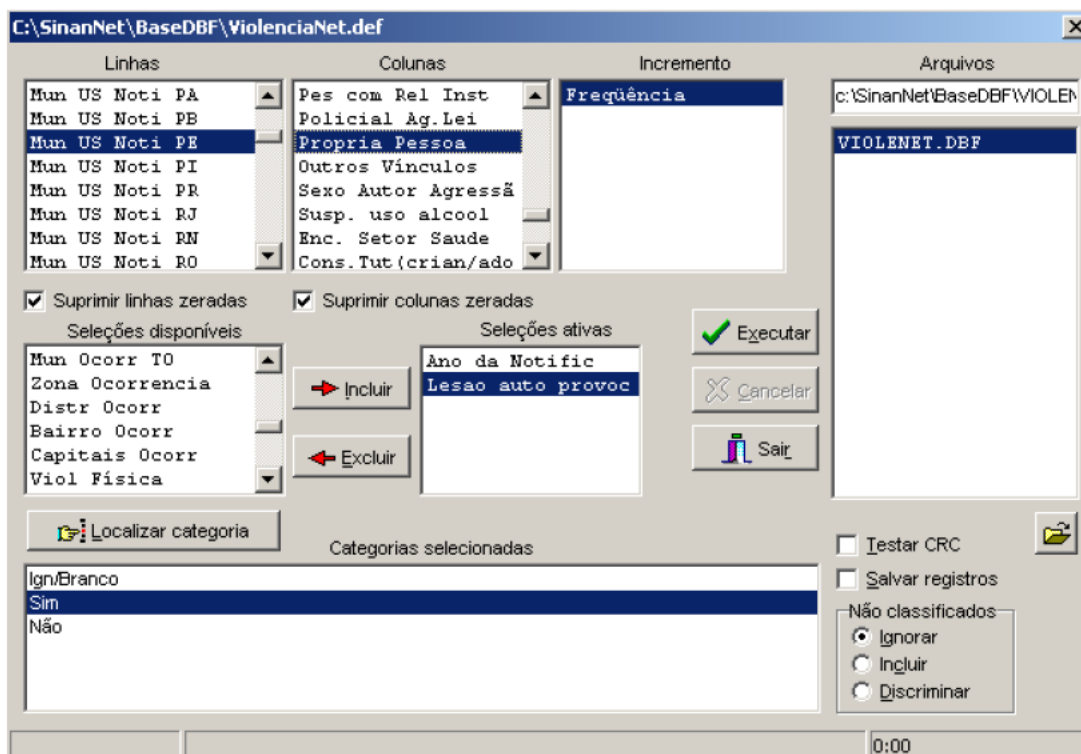 C:\SinanNet\BaseDBF\ViolenciaNet.def
Linhas
Colunas
Incremento
Arquivos
Mun US Noti PA
Mun US Noti PB
Mun US Noti PE
Mun US Noti PI
Mun US Noti PR
Mun US Noti RJ
Mun US Noti RN
Mun US Noti RO
Pes com Rel Inst
Policial Ag.Lei
Propria Pessoa
Outros Vínculos
Sexo Autor Agressã
Susp. uso alcool
Enc. Setor Saude
Cons.Tut(crian/ado
Freqüência
c:\SinanNet\BaseDBF\VIOLEN
VIOLENET.DBF
Suprimir linhas zeradas
Suprimir colunas zeradas
Seleções disponíveis
Seleções ativas
Mun Ocorr TO
Zona Ocorrencia
Distr Ocorr
Bairro Ocorr
Capitais Ocorr
Viol Física
Incluir
Excluir
Ano da Notific
Lesao auto provoc
Executar
Cancelar
Sair
Localizar categoria
Categorias selecionadas
Ign/Branco
Sim
Não
Testar CRC
Salvar registros
Não classificados
Ignorar
Incluir
Discriminar
0:00